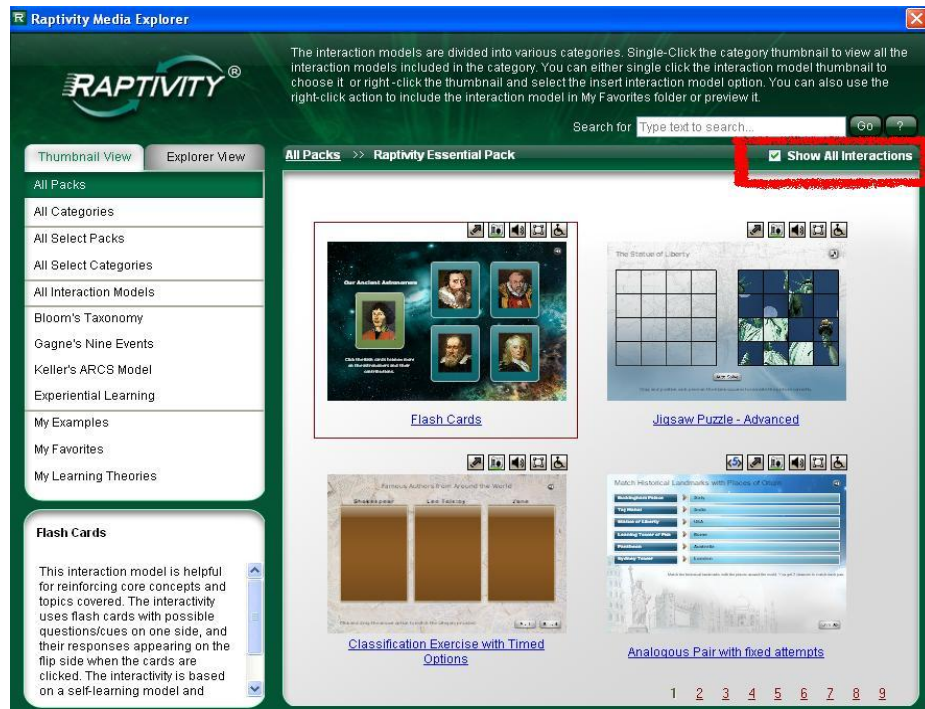 Raptivity Media Explorer
RAPTIVITY®
The interaction models are divided into various categories. Single-Click the category thumbnail to view all the
interaction models included in the category. You can either single click the interaction model thumbnail to
choose it or right -click the thumbnail and select the insert interaction model option. You can also use the
right-click action to include the interaction model in My Favorites folder or preview it.
Search for Type text to search... Go ?
Thumbnail View Explorer View
All Packs >> Raptivity Essential Pack
Show All Interactions
All Packs
All Categories
All Select Packs
All Select Categories
All Interaction Models
Bloom's Taxonomy
Gagne's Nine Events
Keller's ARCS Model
Experiential Learning
My Examples
My Favorites
My Learning Theories
Flash Cards
This interaction model is helpful
for reinforcing core concepts and
topics covered. The interactivity
uses flash cards with possible
questions/cues on one side, and
their responses appearing on the
flip side when the cards are
clicked. The interactivity is based
on a self-learning model and
Our Ancient Astronomers
Flash Cards
The Statue of Liberty
Jigsaw Puzzle - Advanced
Famous Authors from Around the World
Shakespeare Leo Tolstoy Jane
Classification Exercise with Timed
Options
Match Historical Landmarks with Places of Origin
Buckingham Palace Italy
Taj Mahal India
Statue of Liberty USA
Leaning Tower of Pisa Rome
Pantheon Australia
Sydney Tower London
Analogous Pair with fixed attempts
1 2 3 4 5 6 7 8 9